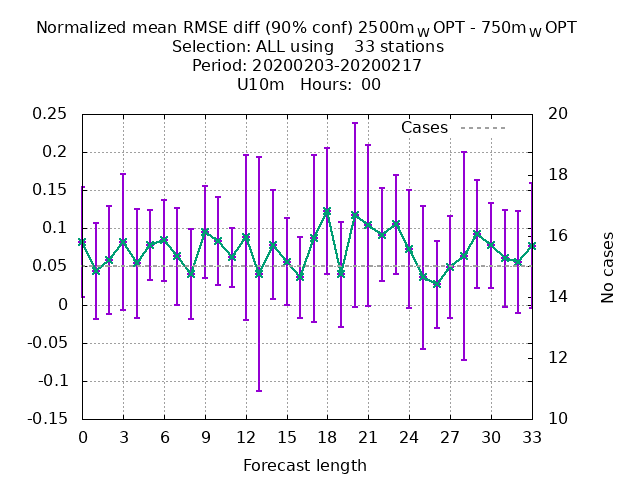 Normalized mean RMSE diff (90% conf) 2500m_W OPT - 750m_W OPT
Selection: ALL using    33 stations
Period: 20200203-20200217
U10m   Hours:  00
Cases
0.25
0.2
0.15
0.1
0.05
0
-0.05
-0.1
-0.15
20
18
16
14
12
10
No cases
0 3 6 9 12 15 18 21 24 27 30 33
Forecast length